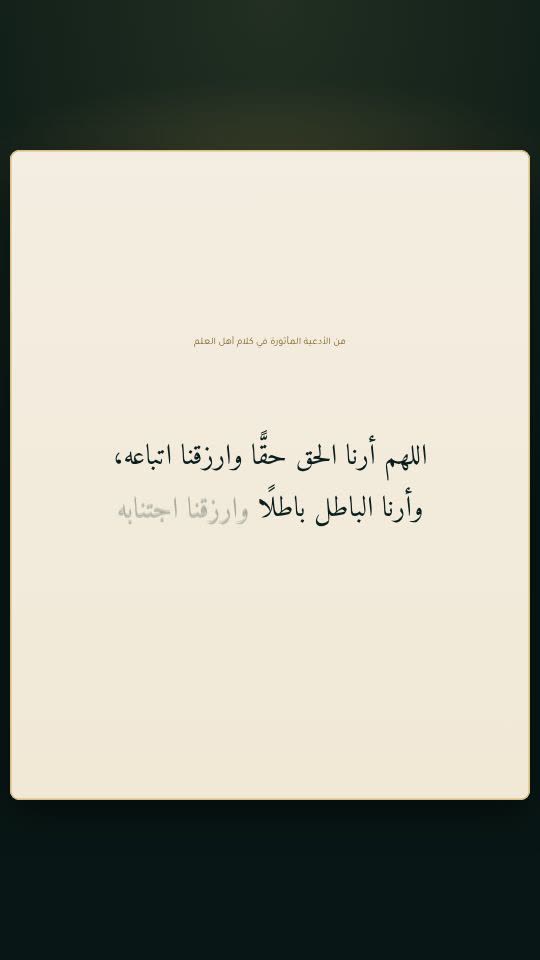 من الأدعية المأثورة في كلام أهل العلم
اللهم أرنا الحق حقًّا وارزقنا اتباعه،
وأرنا الباطل باطلًا وارزقنا اجتنابه